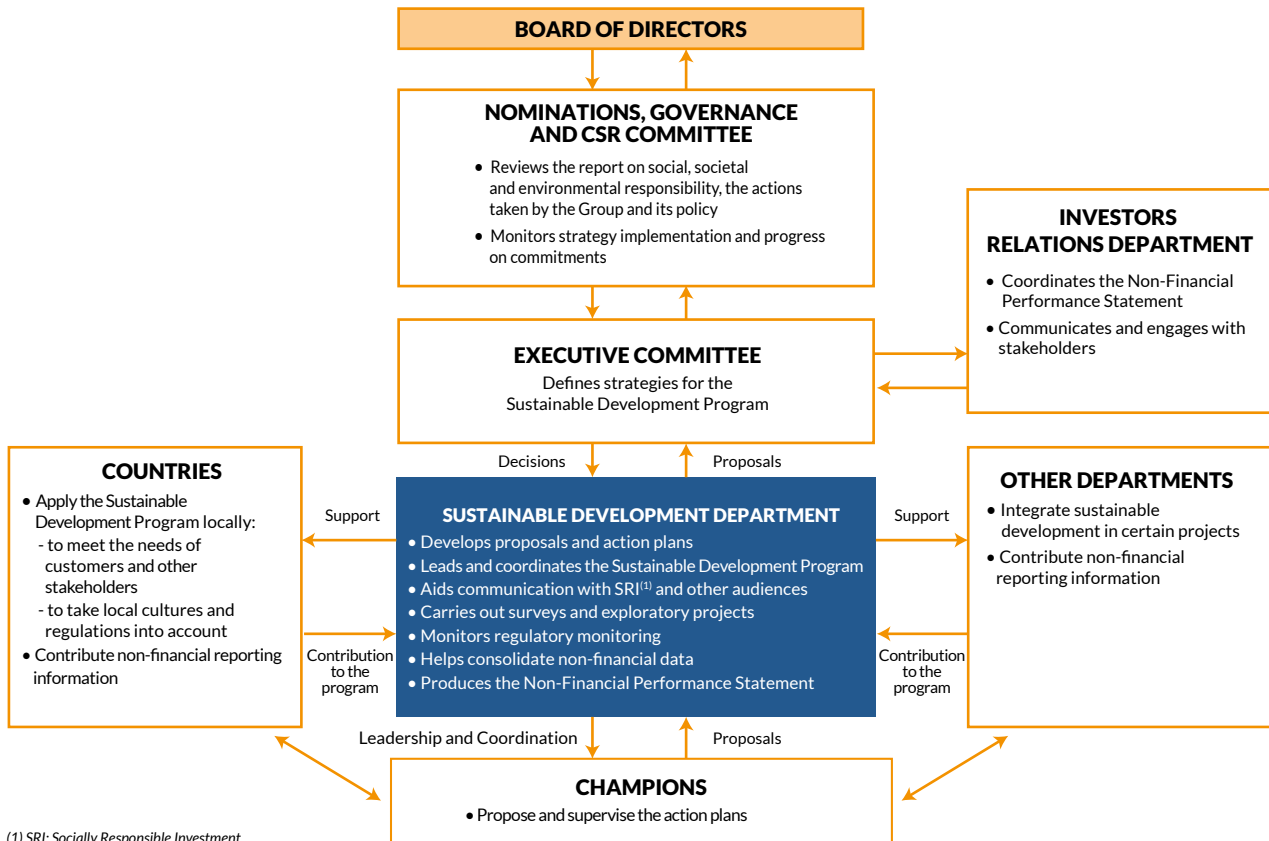 BOARD OF DIRECTORS
NOMINATIONS, GOVERNANCE
AND CSR COMMITTEE
• Reviews the report on social, societal
and environmental responsibility, the actions
taken by the Group and its policy
• Monitors strategy implementation and progress
on commitments
INVESTORS
RELATIONS DEPARTMENT
• Coordinates the Non-Financial
Performance Statement
• Communicates and engages with
stakeholders
EXECUTIVE COMMITTEE
Defines strategies for the
Sustainable Development Program
Decisions
Proposals
COUNTRIES
• Apply the Sustainable
Development Program locally:
- to meet the needs of
customers and other
stakeholders
- to take local cultures and
regulations into account
• Contribute non-financial reporting
information
Support
Contribution
to the
program
SUSTAINABLE DEVELOPMENT DEPARTMENT
• Develops proposals and action plans
• Leads and coordinates the Sustainable Development Program
• Aids communication with SRI(1) and other audiences
• Carries out surveys and exploratory projects
• Monitors regulatory monitoring
• Helps consolidate non-financial data
• Produces the Non-Financial Performance Statement
Support
Contribution
to the
program
OTHER DEPARTMENTS
• Integrate sustainable
development in certain projects
• Contribute non-financial
reporting information
Leadership and Coordination
Proposals
CHAMPIONS
• Propose and supervise the action plans
(1) SRI: Socially Responsible Investment